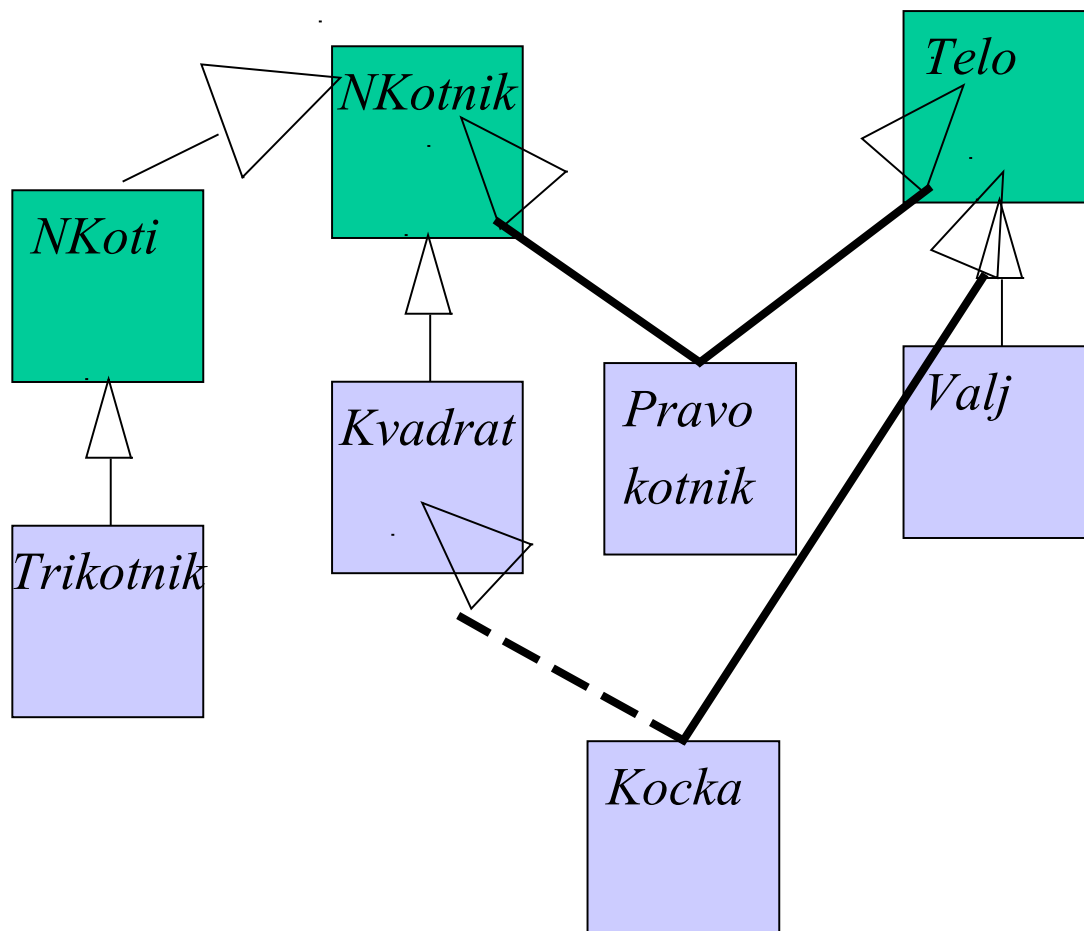 Telo
NKotnik
NKoti
Valj
Kvadrat
Pravo
kotnik
Trikotnik
Kocka